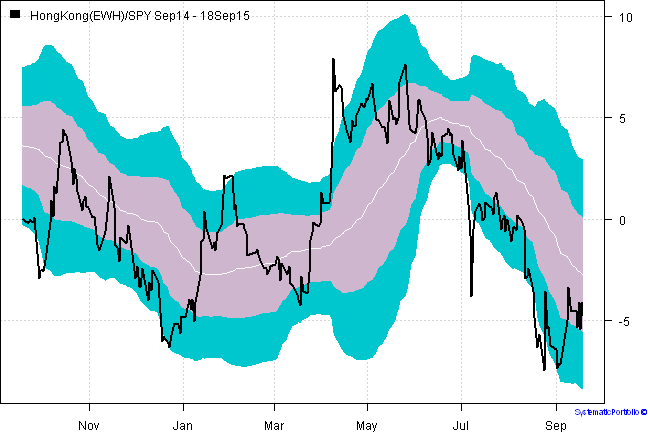 HongKong(EWH)/SPY Sep14 - 18Sep15
10
5
0
-5
Nov Jan Mar May Jul Sep
SystematicPortfolio ©